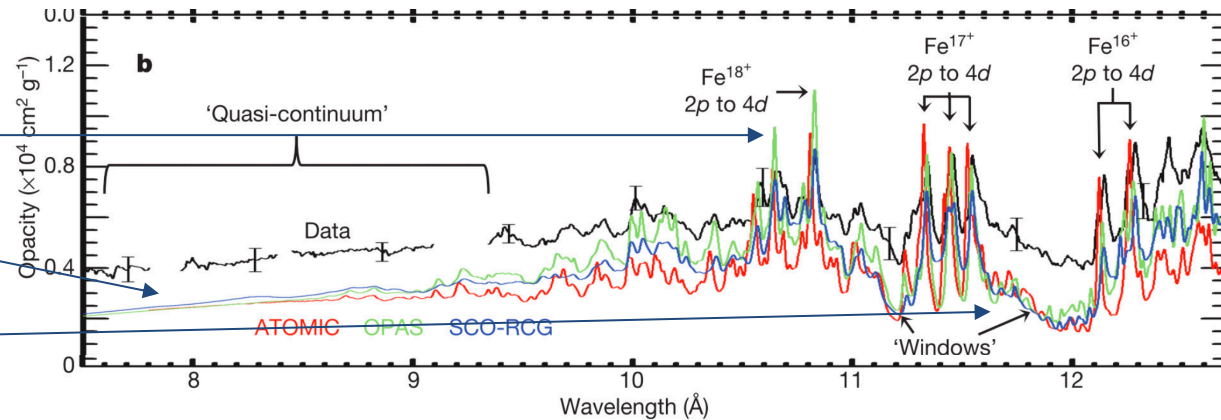 1.2
0.8
0.4
0
Opacity (×10⁴ cm² g⁻¹)
b
'Quasi-continuum'
Data
Fe¹⁸⁺
2p to 4d
Fe¹⁷⁺
2p to 4d
Fe¹⁶⁺
2p to 4d
ATOMIC OPAS SCO-RCG
'Windows'
8 9 10 11 12
Wavelength (Å)